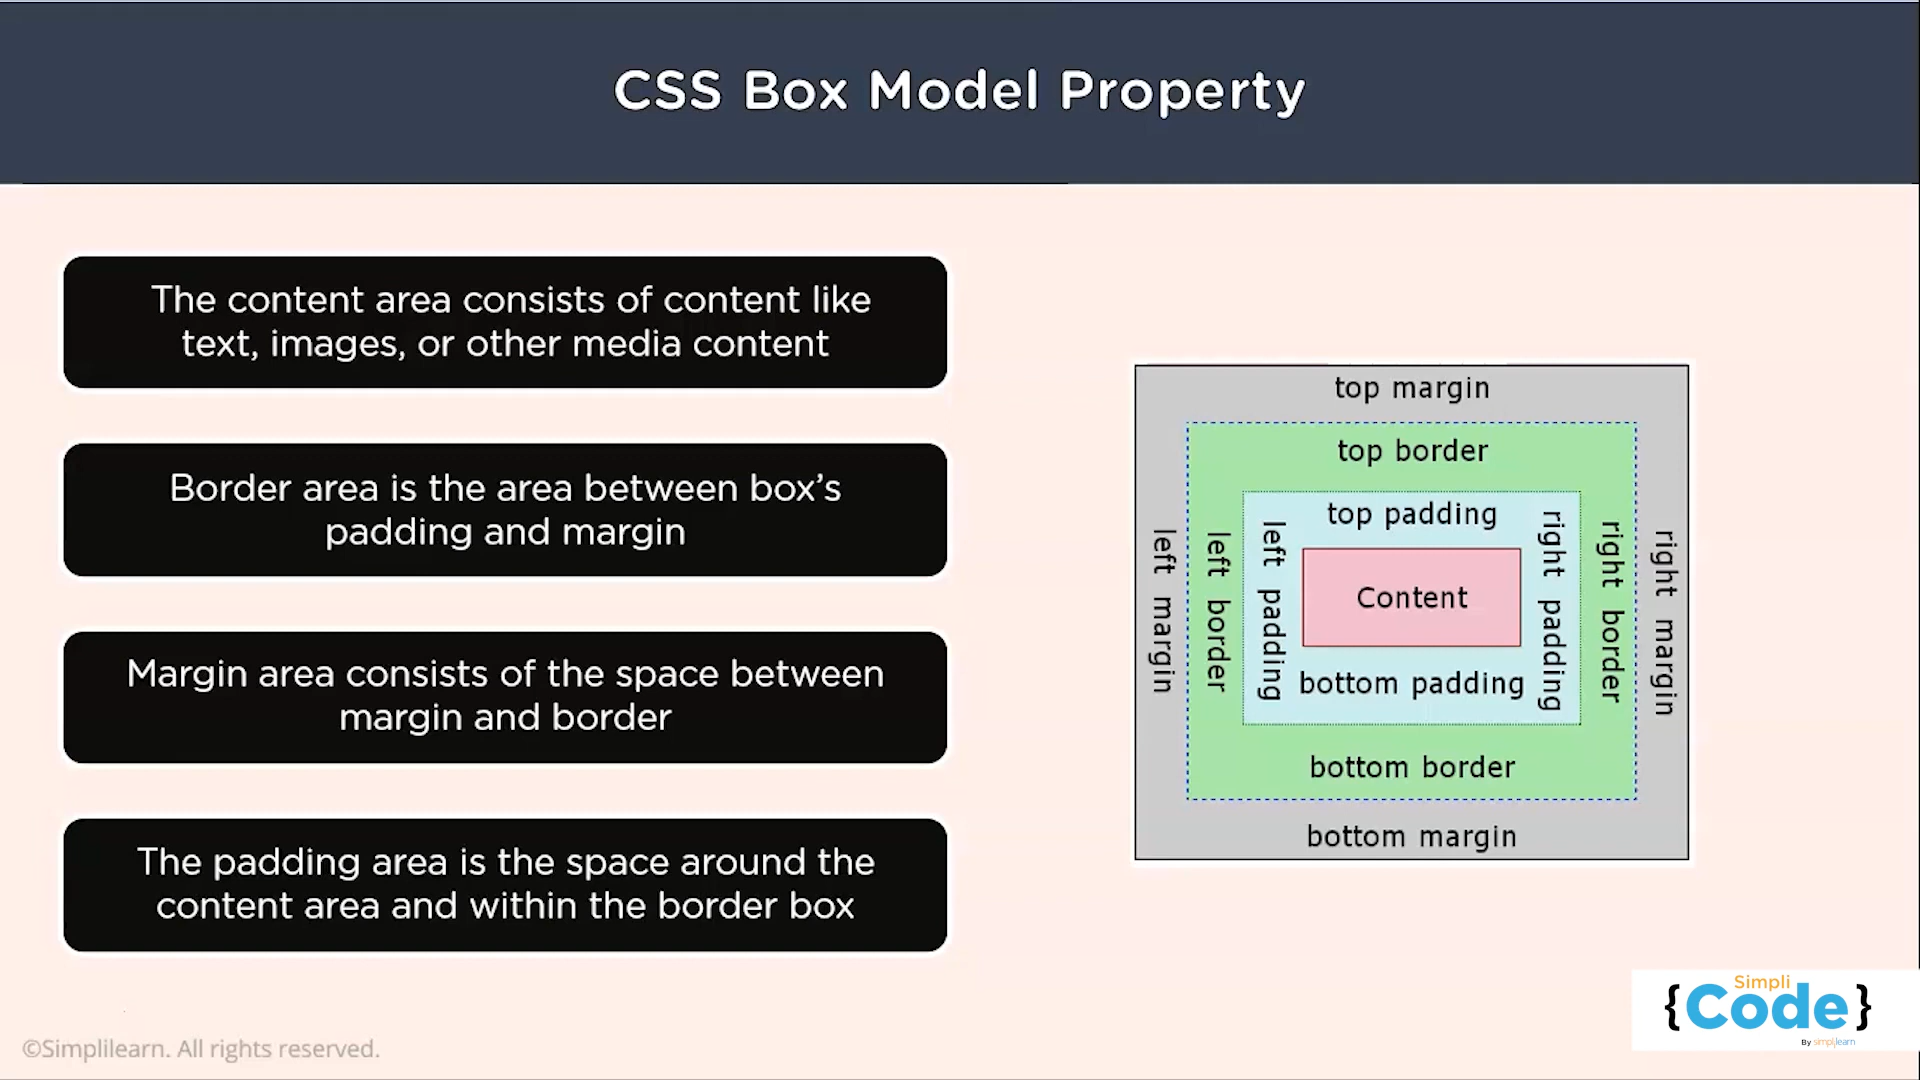 CSS Box Model Property
The content area consists of content like
text, images, or other media content
Border area is the area between box’s
padding and margin
Margin area consists of the space between
margin and border
The padding area is the space around the
content area and within the border box
top margin
top border
top padding
left margin
left border
left padding
Content
right padding
right border
right margin
bottom padding
bottom border
bottom margin
©Simplilearn. All rights reserved.
Simpli
{Code}
By simplilearn